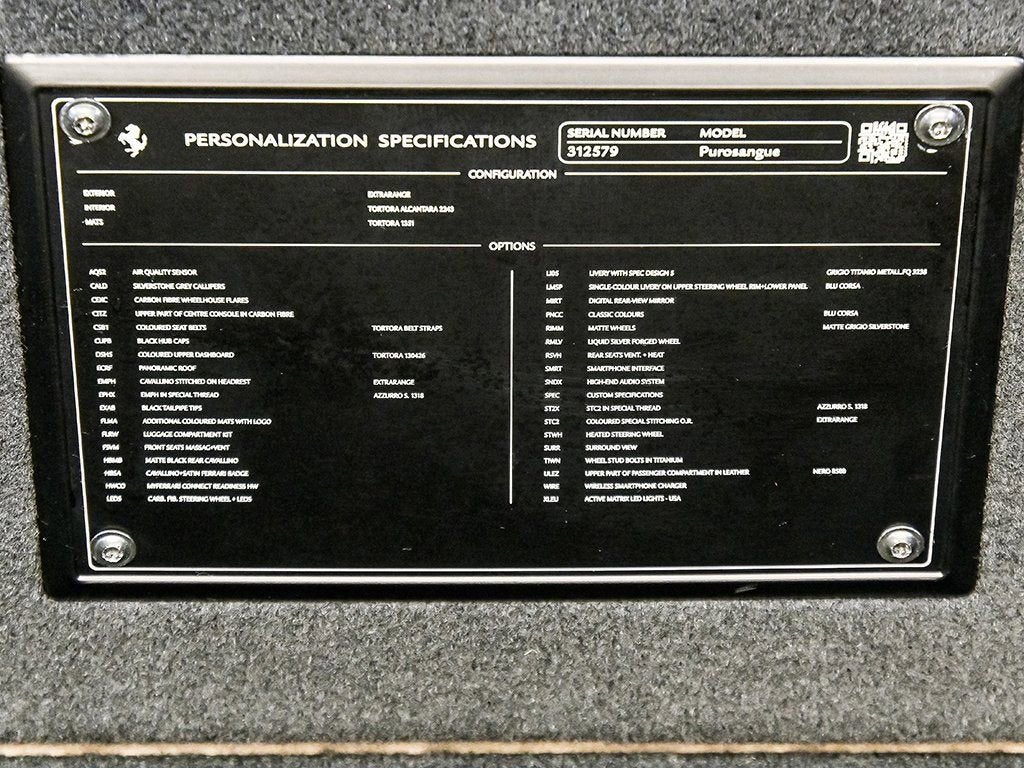 PERSONALIZATION SPECIFICATIONS
SERIAL NUMBER MODEL
312579 Purosangue
CONFIGURATION
EXTERIOR EXTRARANGE
INTERIOR TORTORA ALCANTARA 2343
MATS TORTORA 1331
OPTIONS
AQS2 AIR QUALITY SENSOR
CALD SILVERSTONE GREY CALLIPERS
CDIC CARBON FIBRE WHEELHOUSE FLARES
CITZ UPPER PART OF CENTRE CONSOLE IN CARBON FIBRE
CSB1 COLOURED SEAT BELTS TORTORA BELT STRAPS
CUPB BLACK HUB CAPS
DSH5 COLOURED UPPER DASHBOARD TORTORA 130426
ECRF PANORAMIC ROOF
EMPH CAVALLINO STITCHED ON HEADREST EXTRARANGE
EPHX EMPH IN SPECIAL THREAD AZZURRO S. 1318
EXAB BLACK TAILPIPE TIPS
FLMA ADDITIONAL COLOURED MATS WITH LOGO
FLRW LUGGAGE COMPARTMENT KIT
FSVM FRONT SEATS MASSAG+VENT
HBMB MATTE BLACK REAR CAVALLINO
HRSA CAVALLINO+SATIN FERRARI BADGE
HWCO MYFERRARI CONNECT READINESS HW
LEDS CARB. FIB. STEERING WHEEL + LEDS
LI05 LIVERY WITH SPEC DESIGN 5 GRIGIO TITANIO METALL.FQ 3238
LMSP SINGLE-COLOUR LIVERY ON UPPER STEERING WHEEL RIM+LOWER PANEL BLU CORSA
MIRT DIGITAL REAR-VIEW MIRROR
PNCC CLASSIC COLOURS BLU CORSA
RIMM MATTE WHEELS MATTE GRIGIO SILVERSTONE
RMLV LIQUID SILVER FORGED WHEEL
RSVH REAR SEATS VENT. + HEAT
SMRT SMARTPHONE INTERFACE
SNDX HIGH-END AUDIO SYSTEM
SPEC CUSTOM SPECIFICATIONS
ST2X STC2 IN SPECIAL THREAD AZZURRO S. 1318
STC2 COLOURED SPECIAL STITCHING O.R. EXTRARANGE
STWH HEATED STEERING WHEEL
SURR SURROUND VIEW
TIWN WHEEL STUD BOLTS IN TITANIUM
ULEZ UPPER PART OF PASSENGER COMPARTMENT IN LEATHER NERO 8500
WIRE WIRELESS SMARTPHONE CHARGER
XLEU ACTIVE MATRIX LED LIGHTS - USA